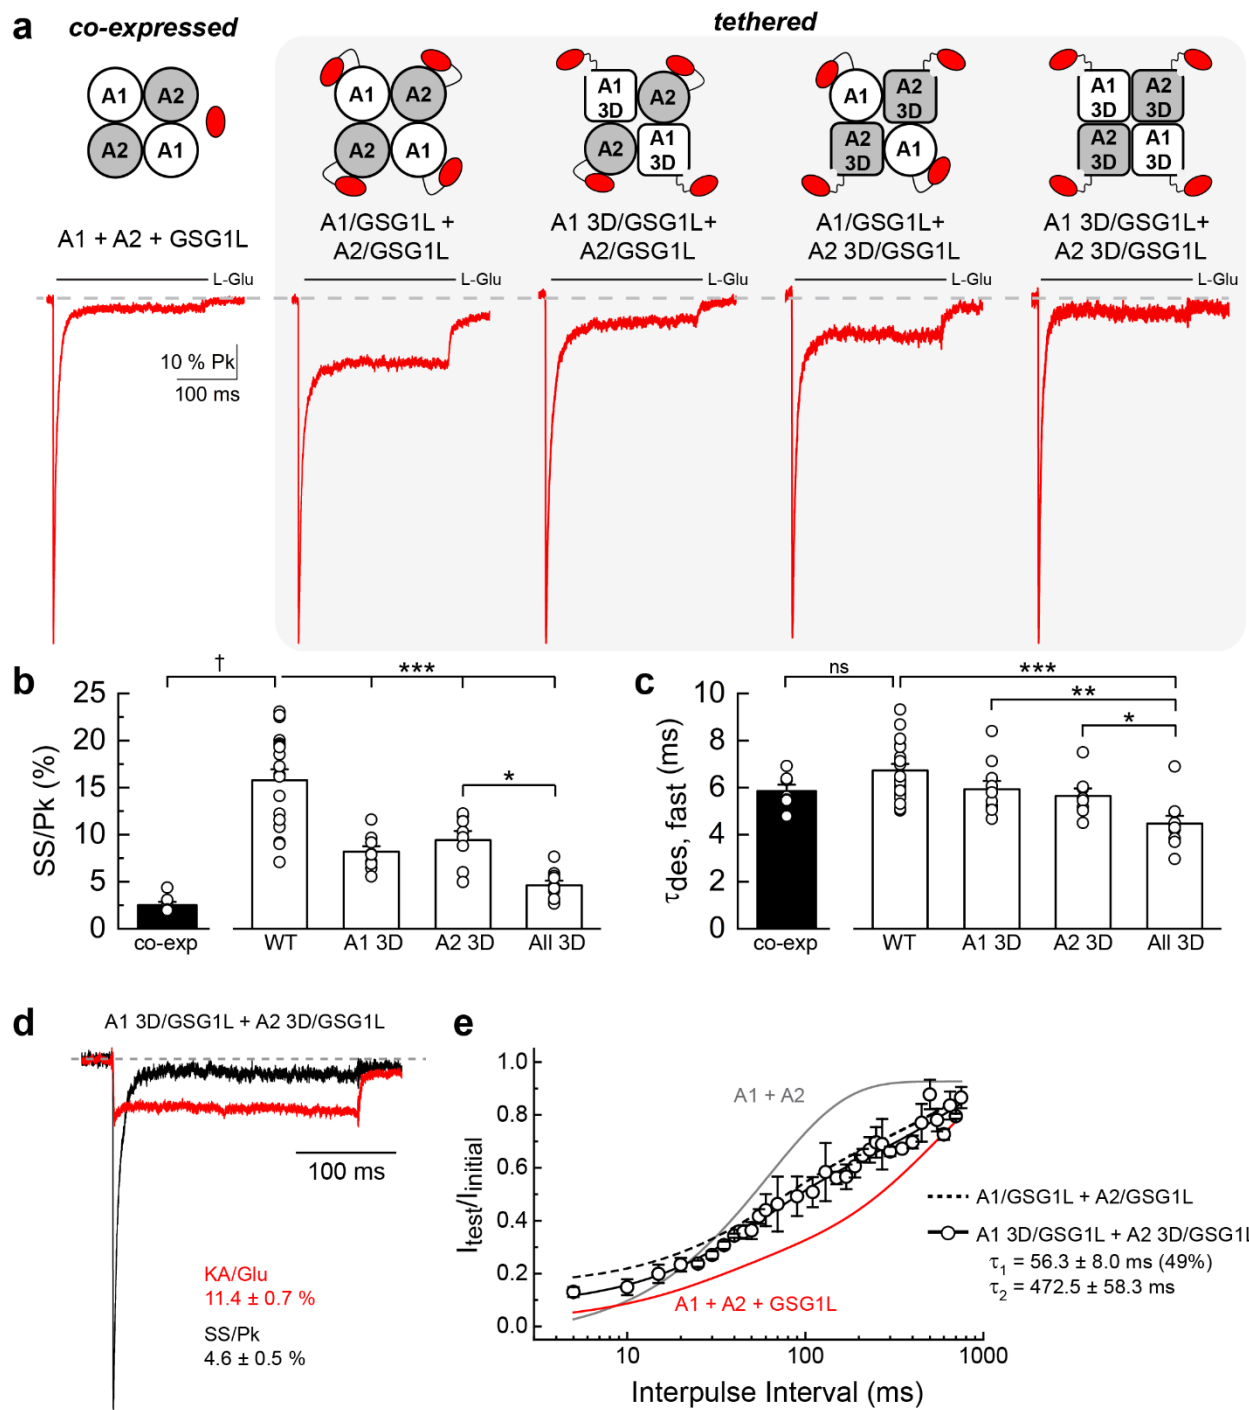 a
co-expressed
tethered
A1 A2
A2 A1
A1 A2
A2 A1
A1 3D A2
A2 A1 3D
A1 A2 3D
A2 3D A1
A1 3D A2 3D
A2 3D A1 3D
A1 + A2 + GSG1L
A1/GSG1L +
A2/GSG1L
A1 3D/GSG1L+
A2/GSG1L
A1/GSG1L+
A2 3D/GSG1L
A1 3D/GSG1L+
A2 3D/GSG1L
L-Glu
L-Glu
L-Glu
L-Glu
L-Glu
10 % Pk
100 ms
b
†
***
*
SS/Pk (%)
25
20
15
10
5
0
co-exp WT A1 3D A2 3D All 3D
c
ns
***
**
*
τdes, fast (ms)
10
8
6
4
2
0
co-exp WT A1 3D A2 3D All 3D
d
A1 3D/GSG1L + A2 3D/GSG1L
100 ms
KA/Glu
11.4 ± 0.7 %
SS/Pk
4.6 ± 0.5 %
e
Itest/Iinitial
1.0
0.8
0.6
0.4
0.2
0.0
A1 + A2
A1 + A2 + GSG1L
A1/GSG1L + A2/GSG1L
A1 3D/GSG1L + A2 3D/GSG1L
τ1 = 56.3 ± 8.0 ms (49%)
τ2 = 472.5 ± 58.3 ms
10 100 1000
Interpulse Interval (ms)